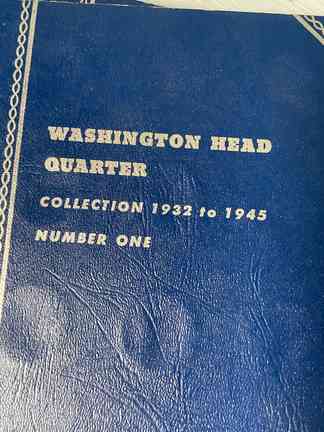 WASHINGTON HEAD
QUARTER
COLLECTION 1932 to 1945
NUMBER ONE